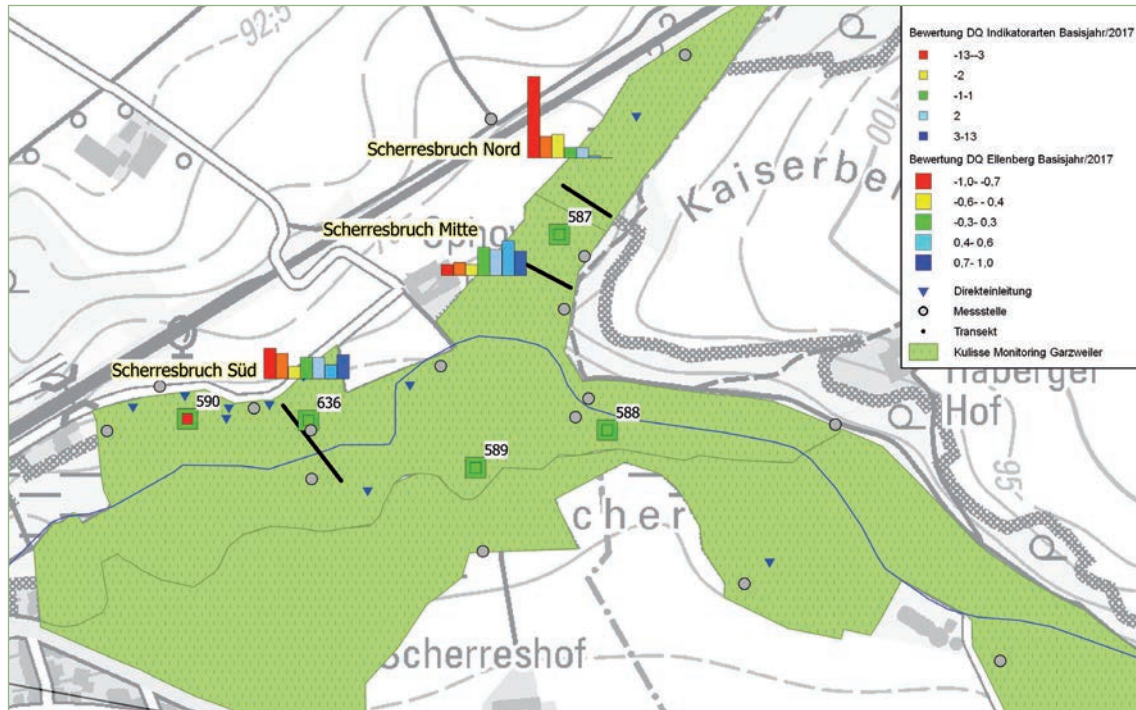 92,5
Bewertung DQ Indikatorarten Basisjahr/2017
-13--3
-2
-1-1
2
3-13
Bewertung DQ Ellenberg Basisjahr/2017
-1,0- -0,7
-0,6- - 0,4
-0,3- 0,3
0,4- 0,6
0,7- 1,0
Direkteinleitung
Messstelle
Transekt
Kulisse Monitoring Garzweiler
100
Scherresbruch Nord
Kaiserbe
587
Scherresbruch Mitte
Scherresbruch Süd
590
636
588
589
Haberger
Hof
95
cher
Scherreshof